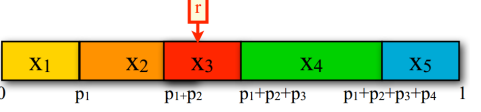 r
x₁ x₂ x₃ x₄ x₅
0 p₁ p₁+p₂ p₁+p₂+p₃ p₁+p₂+p₃+p₄ 1